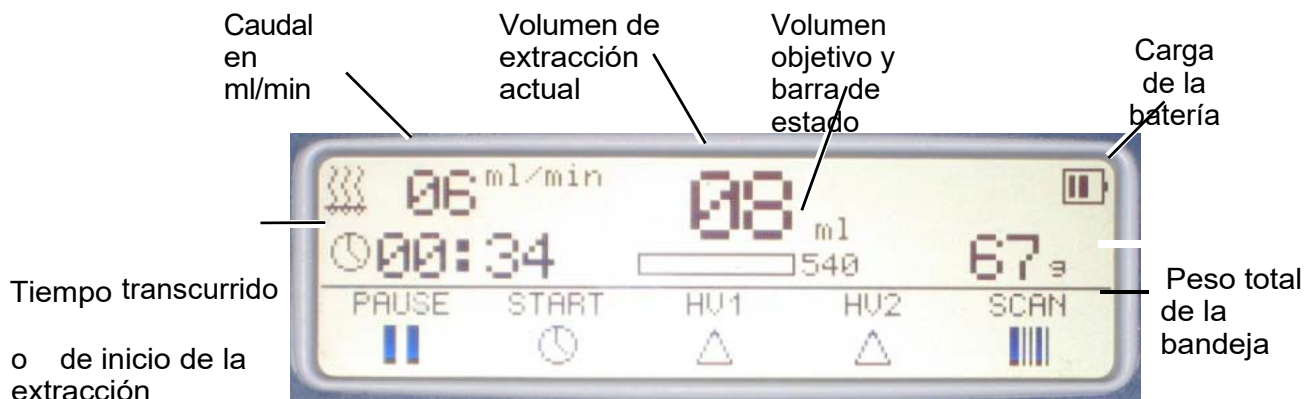 Caudal
en
ml/min
Volumen de
extracción
actual
Volumen
objetivo y
barra de
estado
Carga
de la
batería
06 ml/min
08 ml
00:34
540
67 g
PAUSE START HV1 HV2 SCAN
Tiempo transcurrido
o de inicio de la
extracción
Peso total
de la
bandeja